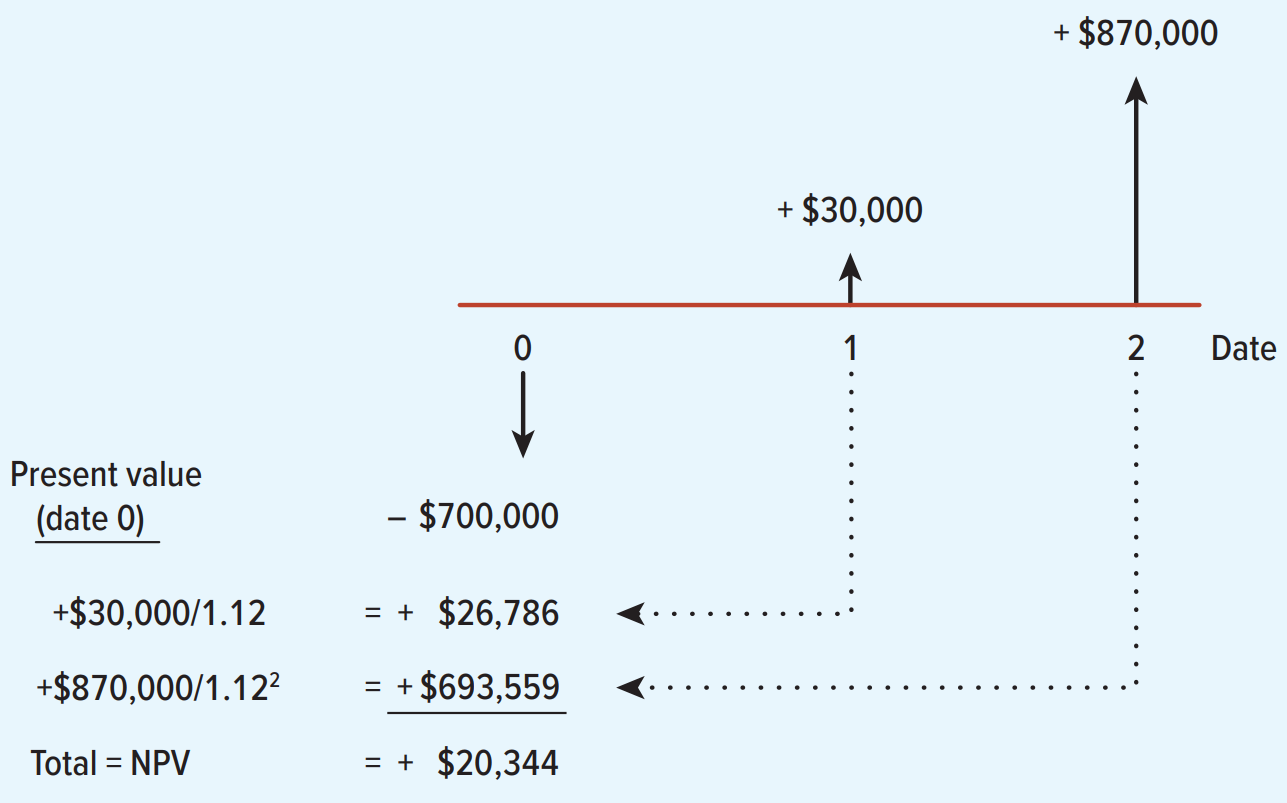 + $870,000
+ $30,000
0 1 2 Date
Present value
(date 0)
– $700,000
+$30,000/1.12 = + $26,786
+$870,000/1.12² = + $693,559
Total = NPV = + $20,344